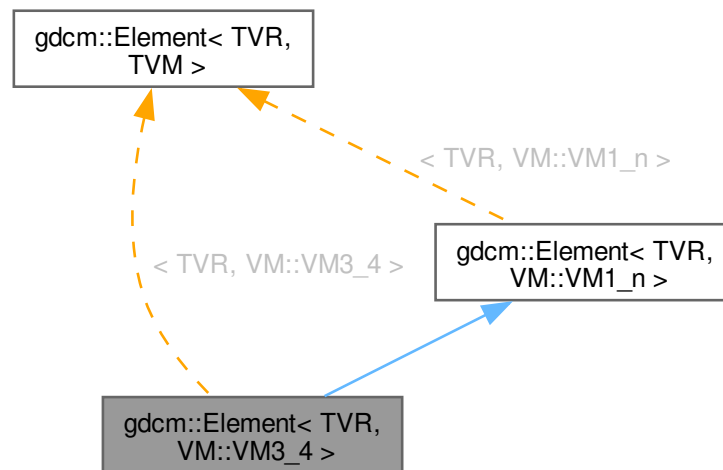 gdcm::Element< TVR,
TVM >
< TVR, VM::VM1_n >
gdcm::Element< TVR,
VM::VM1_n >
< TVR, VM::VM3_4 >
gdcm::Element< TVR,
VM::VM3_4 >